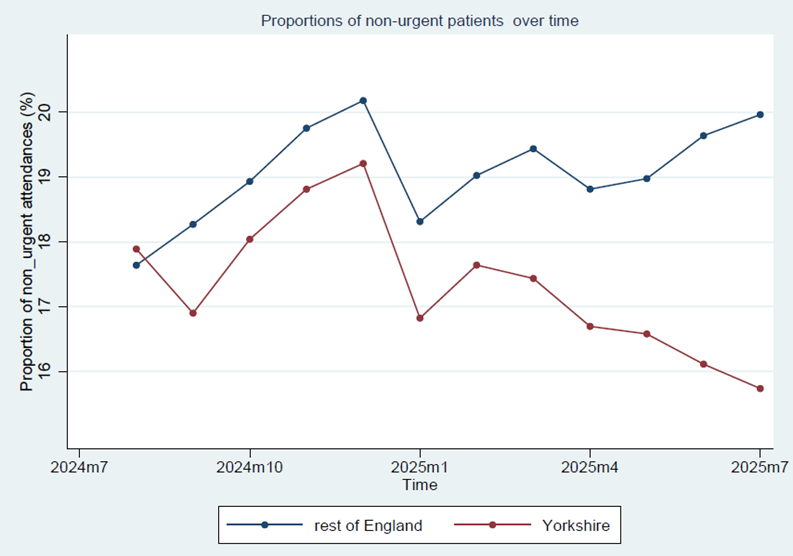 Proportions of non-urgent patients  over time
Proportion of non_urgent attendances (%)
20
19
18
17
16
2024m7
2024m10
2025m1
2025m4
2025m7
Time
rest of England
Yorkshire